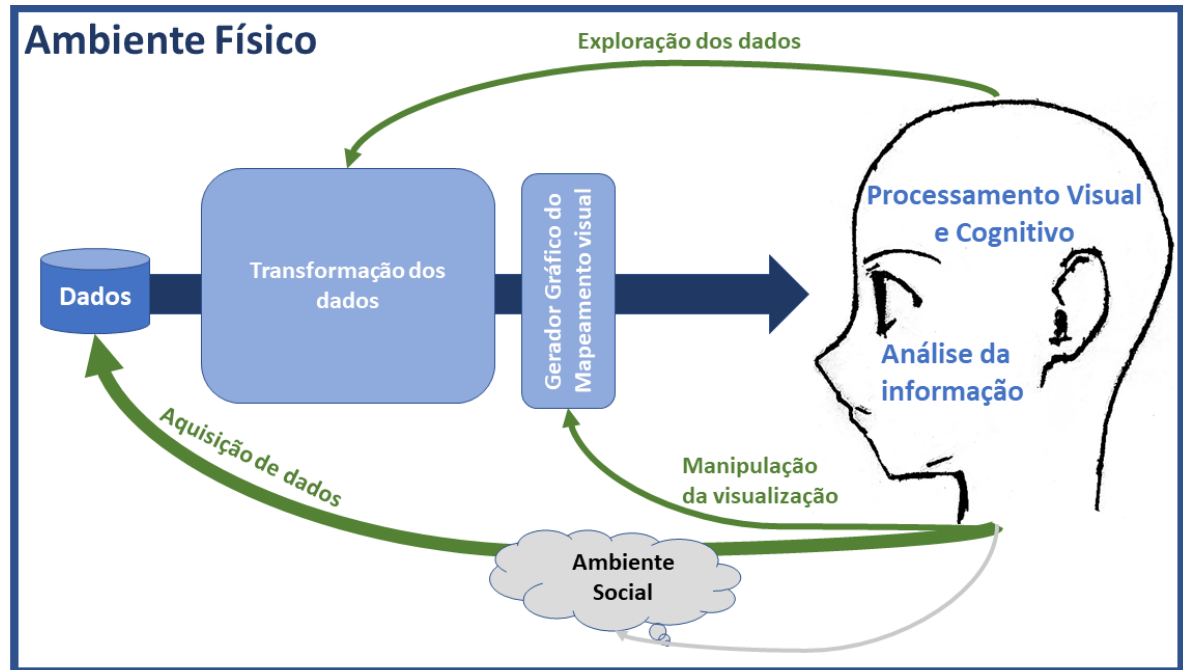 Ambiente Físico
Exploração dos dados
Processamento Visual
e Cognitivo
Transformação dos
dados
Gerador Gráfico do
Mapeamento visual
Dados
Análise da
informação
Aquisição de dados
Manipulação
da visualização
Ambiente
Social